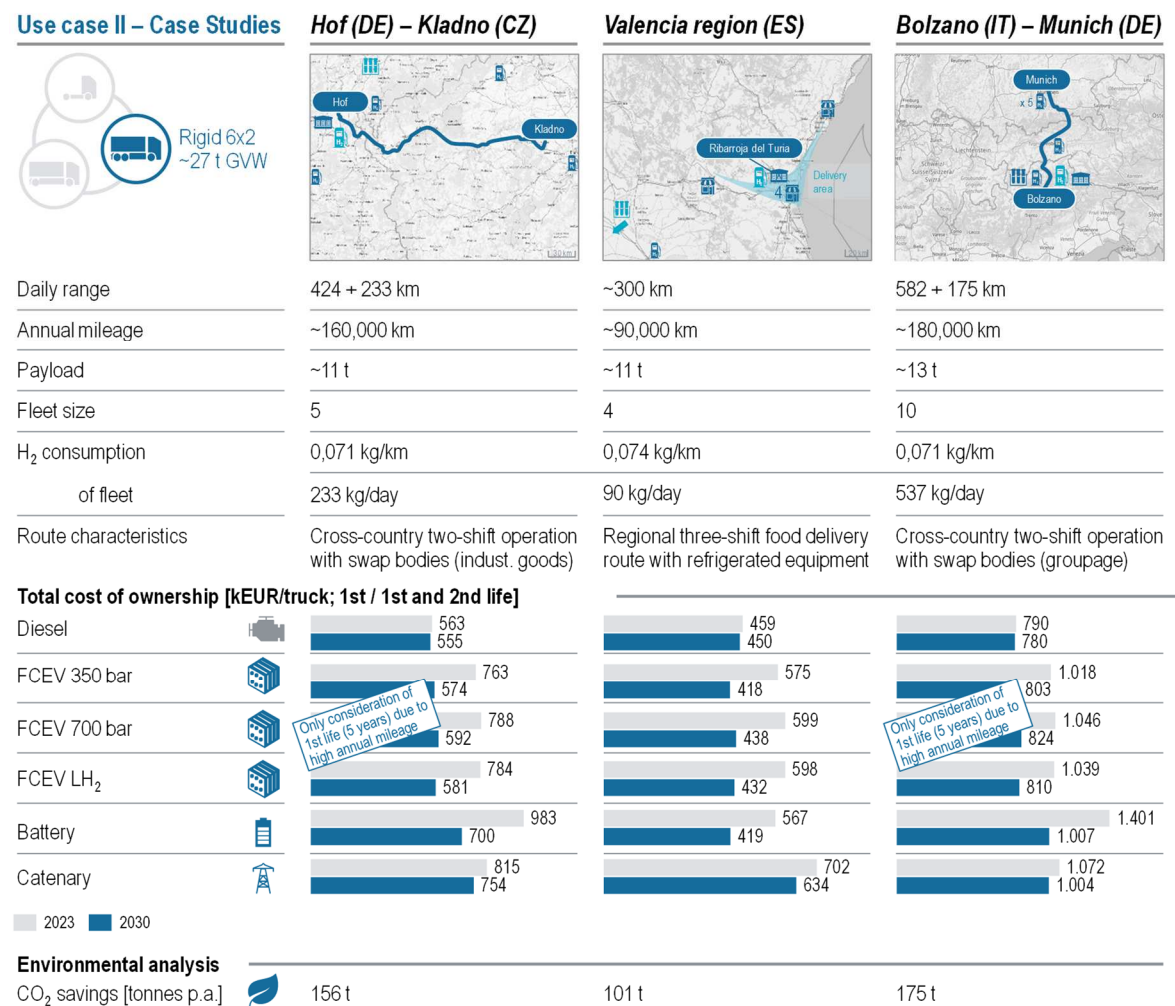 Use case II – Case Studies
Hof (DE) – Kladno (CZ)
Valencia region (ES)
Bolzano (IT) – Munich (DE)
Rigid 6x2
~27 t GVW
Hof
Kladno
H₂
30 km
Ribarroja del Turia
Delivery
area
4
20 km
Munich
x 5
Bolzano
Daily range
424 + 233 km
~300 km
582 + 175 km
Annual mileage
~160,000 km
~90,000 km
~180,000 km
Payload
~11 t
~11 t
~13 t
Fleet size
5
4
10
H₂ consumption
0,071 kg/km
0,074 kg/km
0,071 kg/km
of fleet
233 kg/day
90 kg/day
537 kg/day
Route characteristics
Cross-country two-shift operation
with swap bodies (indust. goods)
Regional three-shift food delivery
route with refrigerated equipment
Cross-country two-shift operation
with swap bodies (groupage)
Total cost of ownership [kEUR/truck; 1st / 1st and 2nd life]
Diesel
563
555
459
450
790
780
FCEV 350 bar
763
574
575
418
1.018
803
Only consideration of
1st life (5 years) due to
high annual mileage
Only consideration of
1st life (5 years) due to
high annual mileage
FCEV 700 bar
788
592
599
438
1.046
824
FCEV LH₂
784
581
598
432
1.039
810
Battery
983
700
567
419
1.401
1.007
Catenary
815
754
702
634
1.072
1.004
2023
2030
Environmental analysis
CO₂ savings [tonnes p.a.]
156 t
101 t
175 t